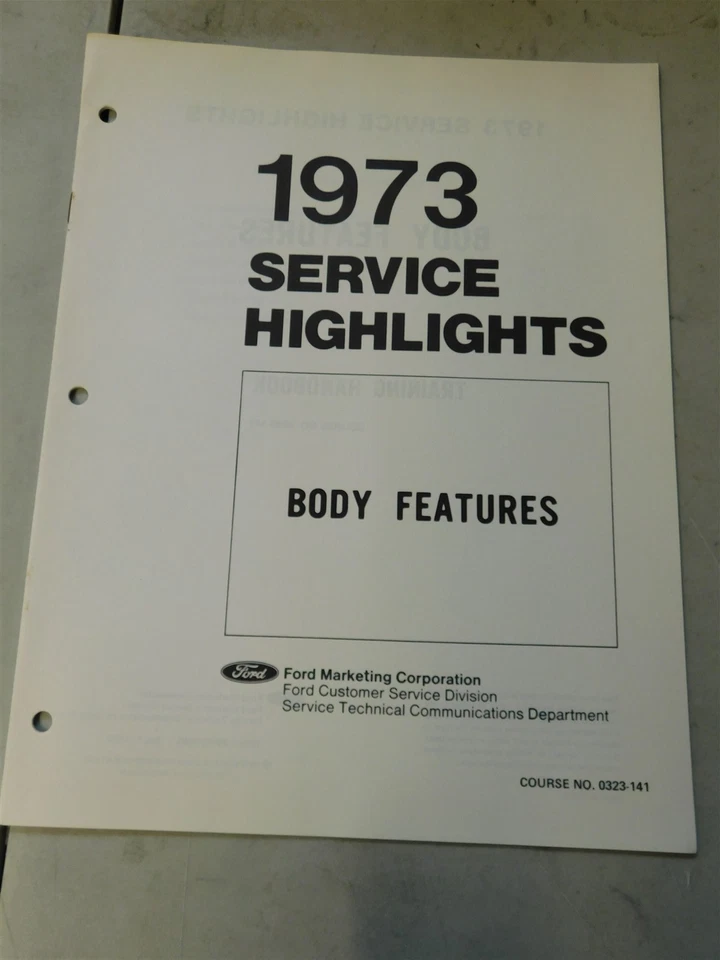 1973
SERVICE
HIGHLIGHTS
BODY FEATURES
Ford
Ford Marketing Corporation
Ford Customer Service Division
Service Technical Communications Department
COURSE NO. 0323-141